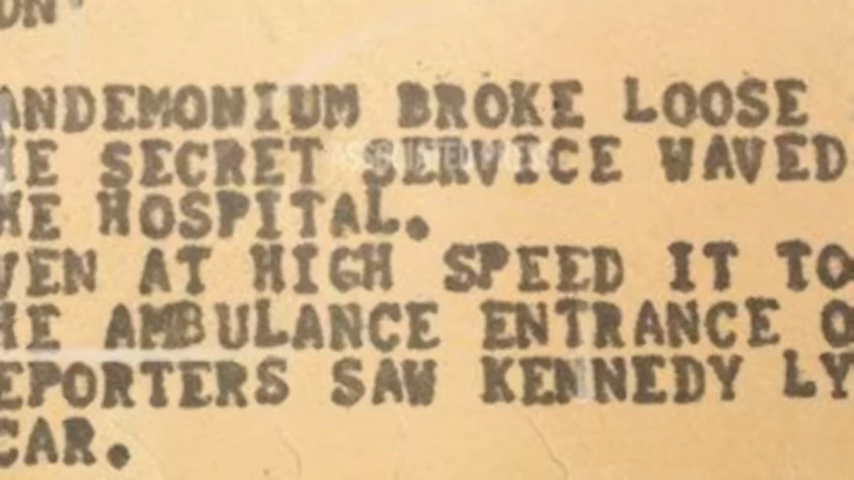 ON
ANDEMONIUM BROKE LOOSE
HE SECRET SERVICE WAVED
HE HOSPITAL.
VEN AT HIGH SPEED IT TO
HE AMBULANCE ENTRANCE O
EPORTERS SAW KENNEDY LY
CAR.